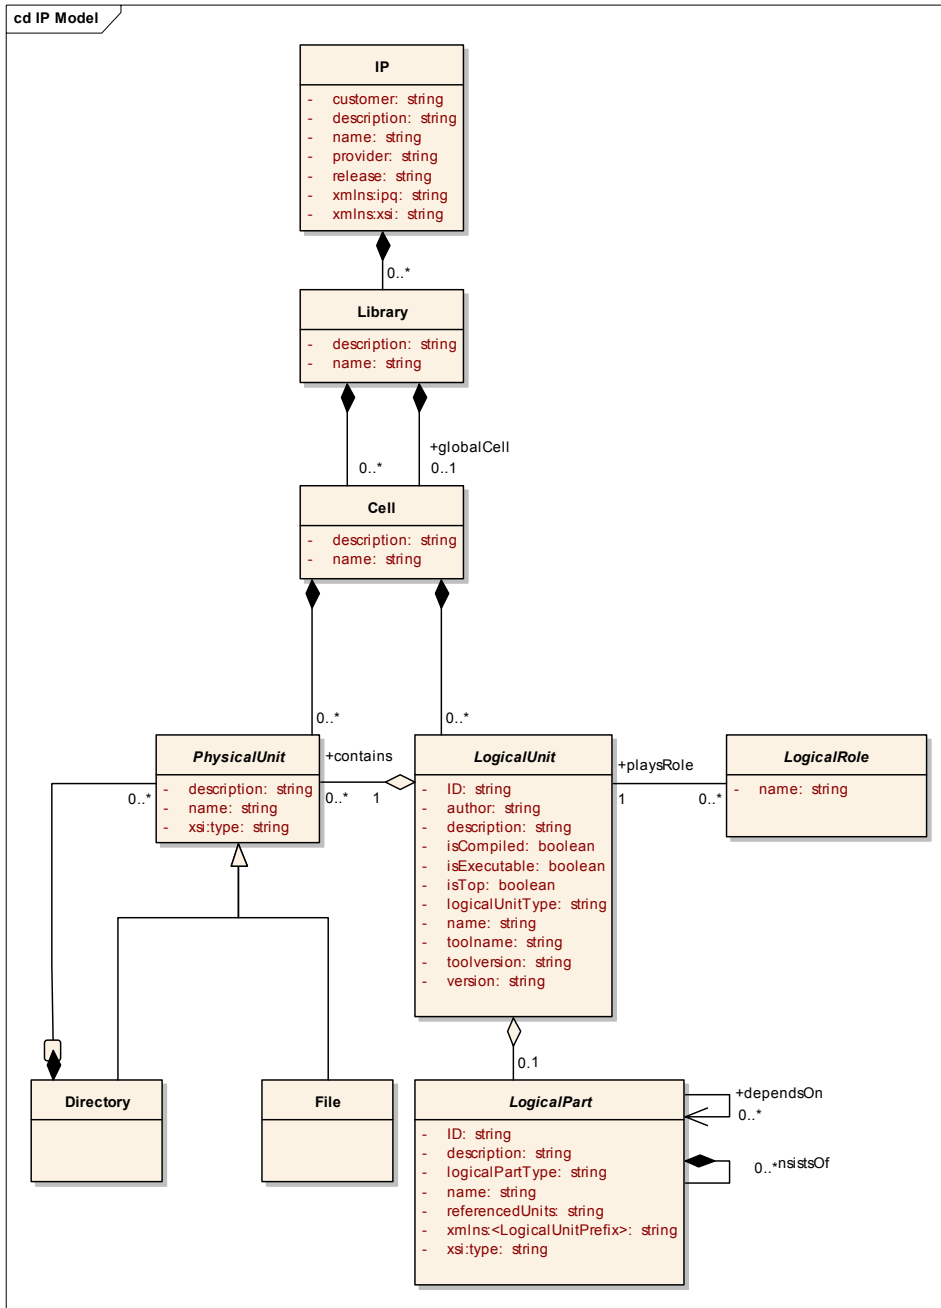 cd IP Model
IP
- customer: string
- description: string
- name: string
- provider: string
- release: string
- xmlns:ipq: string
- xmlns:xsi: string
0..*
Library
- description: string
- name: string
+globalCell
0..*
0..1
Cell
- description: string
- name: string
0..*
0..*
PhysicalUnit
- description: string
- name: string
- xsi:type: string
+contains
0..*
0..*
1
LogicalUnit
- ID: string
- author: string
- description: string
- isCompiled: boolean
- isExecutable: boolean
- isTop: boolean
- logicalUnitType: string
- name: string
- toolname: string
- toolversion: string
- version: string
+playsRole
1
0..*
LogicalRole
- name: string
0.1
Directory
File
LogicalPart
- ID: string
- description: string
- logicalPartType: string
- name: string
- referencedUnits: string
- xmlns:<LogicalUnitPrefix>: string
- xsi:type: string
+dependsOn
0..*
0..*nsistsOf